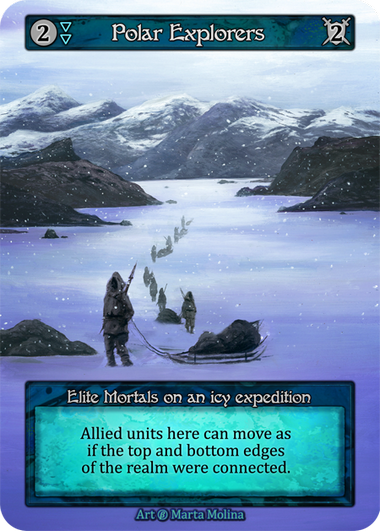 2 Polar Explorers 2
Elite Mortals on an icy expedition
Allied units here can move as
if the top and bottom edges
of the realm were connected.
Art @ Marta Molina